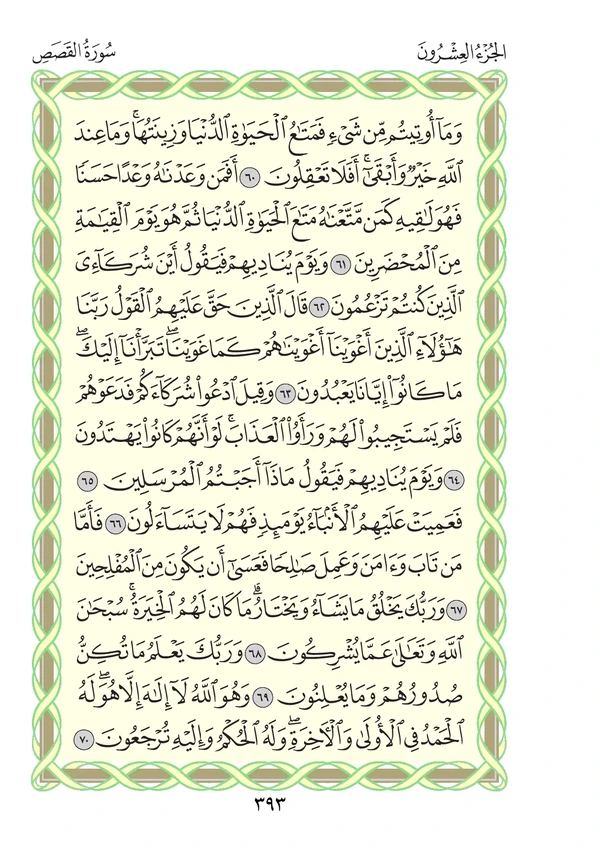 الجُزْءُ العِشْرُونَ
سُورَةُ القَصَصِ
وَمَآ أُوتِيتُم مِّن شَىْءٍ فَمَتَـٰعُ ٱلْحَيَوٰةِ ٱلدُّنْيَا وَزِينَتُهَا ۚ وَمَا عِندَ
ٱللَّهِ خَيْرٌ وَأَبْقَىٰٓ ۚ أَفَلَا تَعْقِلُونَ ٦٠ أَفَمَن وَعَدْنَـٰهُ وَعْدًا حَسَنًا
فَهُوَ لَـٰقِيهِ كَمَن مَّتَّعْنَـٰهُ مَتَـٰعَ ٱلْحَيَوٰةِ ٱلدُّنْيَا ثُمَّ هُوَ يَوْمَ ٱلْقِيَـٰمَةِ
مِنَ ٱلْمُحْضَرِينَ ٦١ وَيَوْمَ يُنَادِيهِمْ فَيَقُولُ أَيْنَ شُرَكَآءِىَ
ٱلَّذِينَ كُنتُمْ تَزْعُمُونَ ٦٢ قَالَ ٱلَّذِينَ حَقَّ عَلَيْهِمُ ٱلْقَوْلُ رَبَّنَا
هَـٰٓؤُلَآءِ ٱلَّذِينَ أَغْوَيْنَآ أَغْوَيْنَـٰهُمْ كَمَا غَوَيْنَا ۖ تَبَرَّأْنَآ إِلَيْكَ ۖ
مَا كَانُوٓا۟ إِيَّانَا يَعْبُدُونَ ٦٣ وَقِيلَ ٱدْعُوا۟ شُرَكَآءَكُمْ فَدَعَوْهُمْ
فَلَمْ يَسْتَجِيبُوا۟ لَهُمْ وَرَأَوُا۟ ٱلْعَذَابَ ۚ لَوْ أَنَّهُمْ كَانُوا۟ يَهْتَدُونَ
٦٤ وَيَوْمَ يُنَادِيهِمْ فَيَقُولُ مَاذَآ أَجَبْتُمُ ٱلْمُرْسَلِينَ ٦٥
فَعَمِيَتْ عَلَيْهِمُ ٱلْأَنۢبَآءُ يَوْمَئِذٍ فَهُمْ لَا يَتَسَآءَلُونَ ٦٦ فَأَمَّا
مَن تَابَ وَءَامَنَ وَعَمِلَ صَـٰلِحًا فَعَسَىٰٓ أَن يَكُونَ مِنَ ٱلْمُفْلِحِينَ
٦٧ وَرَبُّكَ يَخْلُقُ مَا يَشَآءُ وَيَخْتَارُ ۗ مَا كَانَ لَهُمُ ٱلْخِيَرَةُ ۚ سُبْحَـٰنَ
ٱللَّهِ وَتَعَـٰلَىٰ عَمَّا يُشْرِكُونَ ٦٨ وَرَبُّكَ يَعْلَمُ مَا تُكِنُّ
صُدُورُهُمْ وَمَا يُعْلِنُونَ ٦٩ وَهُوَ ٱللَّهُ لَآ إِلَـٰهَ إِلَّا هُوَ ۖ لَهُ
ٱلْحَمْدُ فِى ٱلْأُولَىٰ وَٱلْـَٔاخِرَةِ ۖ وَلَهُ ٱلْحُكْمُ وَإِلَيْهِ تُرْجَعُونَ ٧٠
٣٩٣